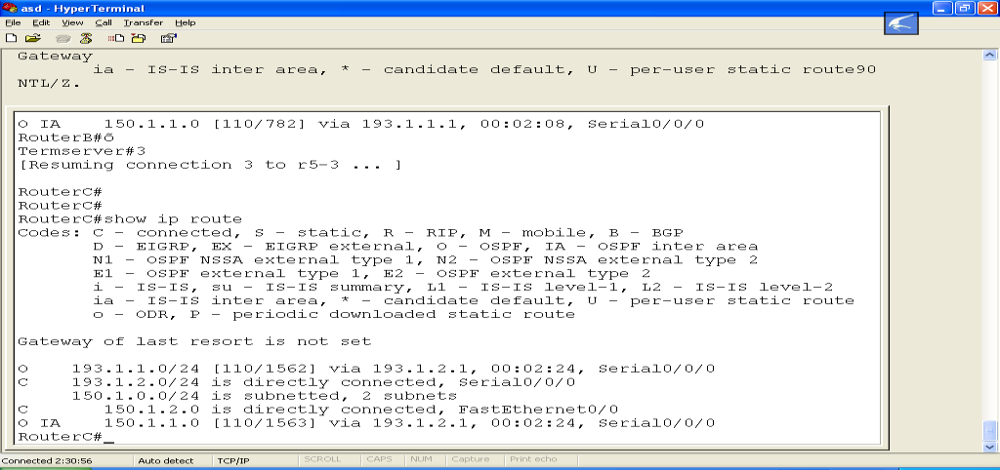 asd - HyperTerminal
File Edit View Call Transfer Help
Gateway
ia - IS-IS inter area, * - candidate default, U - per-user static route90
NTL/Z.
O IA 150.1.1.0 [110/782] via 193.1.1.1, 00:02:08, Serial0/0/0
RouterB#õ
Termserver#3
[Resuming connection 3 to r5-3 ... ]
RouterC#
RouterC#
RouterC#show ip route
Codes: C - connected, S - static, R - RIP, M - mobile, B - BGP
D - EIGRP, EX - EIGRP external, O - OSPF, IA - OSPF inter area
N1 - OSPF NSSA external type 1, N2 - OSPF NSSA external type 2
E1 - OSPF external type 1, E2 - OSPF external type 2
i - IS-IS, su - IS-IS summary, L1 - IS-IS level-1, L2 - IS-IS level-2
ia - IS-IS inter area, * - candidate default, U - per-user static route
o - ODR, P - periodic downloaded static route
Gateway of last resort is not set
O 193.1.1.0/24 [110/1562] via 193.1.2.1, 00:02:24, Serial0/0/0
C 193.1.2.0/24 is directly connected, Serial0/0/0
150.1.0.0/24 is subnetted, 2 subnets
C 150.1.2.0 is directly connected, FastEthernet0/0
O IA 150.1.1.0 [110/1563] via 193.1.2.1, 00:02:24, Serial0/0/0
RouterC#_
Connected 2:30:56 Auto detect TCP/IP SCROLL CAPS NUM Capture Print echo